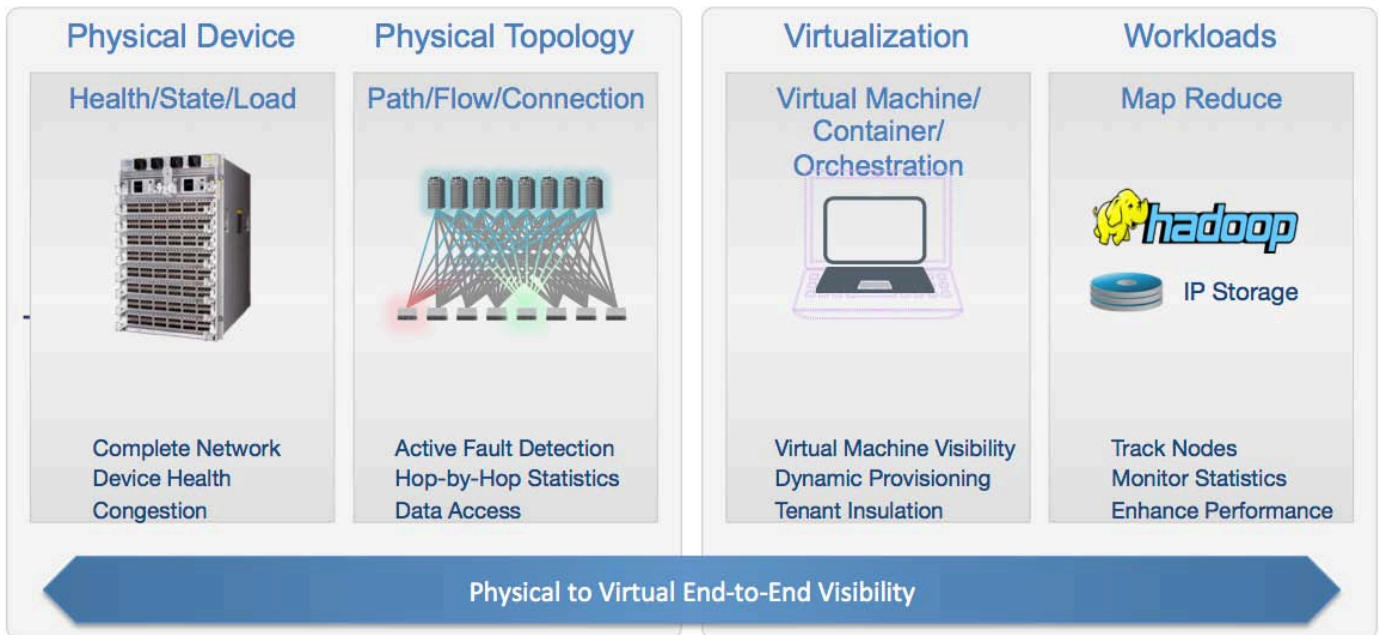 Physical Device
Health/State/Load
Complete Network
Device Health
Congestion
Physical Topology
Path/Flow/Connection
Active Fault Detection
Hop-by-Hop Statistics
Data Access
Virtualization
Virtual Machine/
Container/
Orchestration
Virtual Machine Visibility
Dynamic Provisioning
Tenant Insulation
Workloads
Map Reduce
hadoop
IP Storage
Track Nodes
Monitor Statistics
Enhance Performance
Physical to Virtual End-to-End Visibility